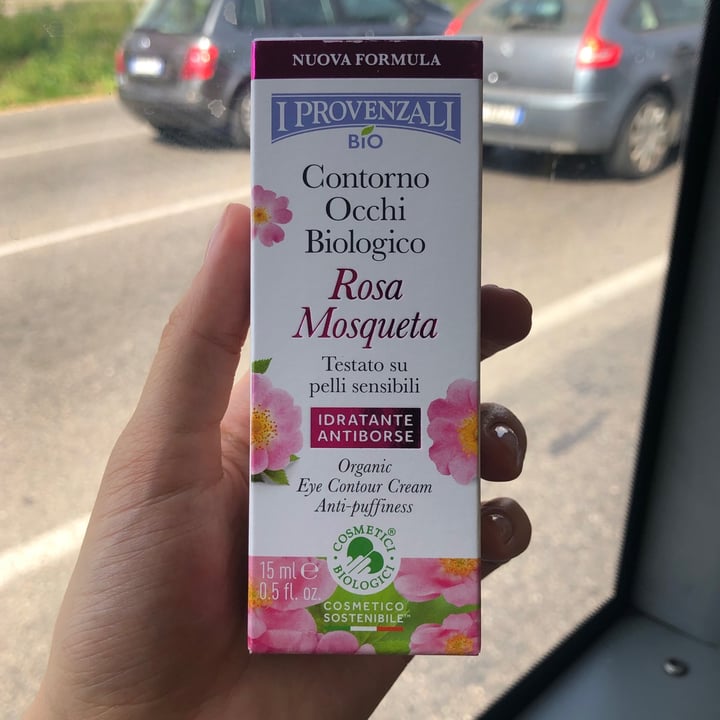 NUOVA FORMULA
I PROVENZALI
BIO
Contorno
Occhi
Biologico
Rosa
Mosqueta
Testato su
pelli sensibili
IDRATANTE
ANTIBORSE
Organic
Eye Contour Cream
Anti-puffiness
COSMETICI®
BIOLOGICI
15 ml ℮
0.5 fl. oz.
COSMETICO
SOSTENIBILE™